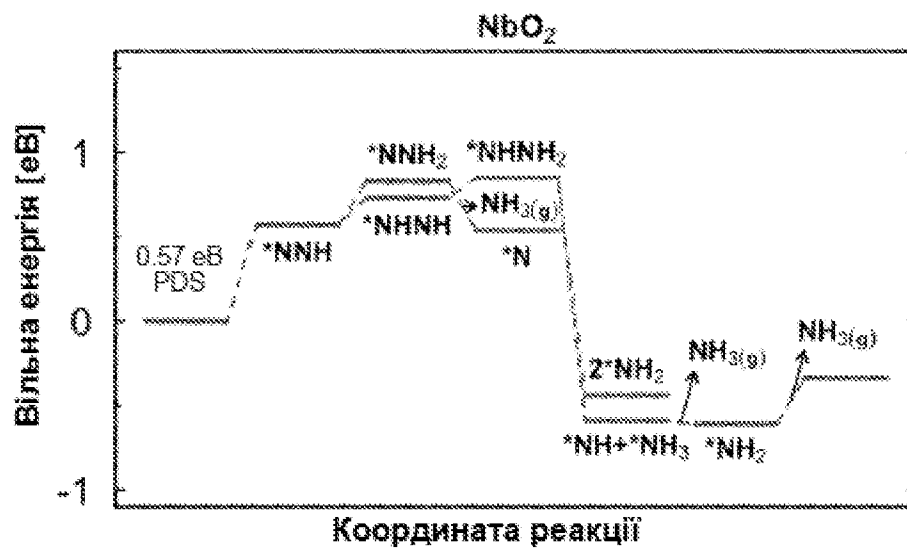 NbO₂
Вільна енергія [еВ]
1
0
-1
0.57 еВ
PDS
*NNH
*NNH₂
*NHNH
*NHNH₂
NH₃(g)
*N
2*NH₂
*NH+*NH₃
NH₃(g)
*NH₂
NH₃(g)
Координата реакції